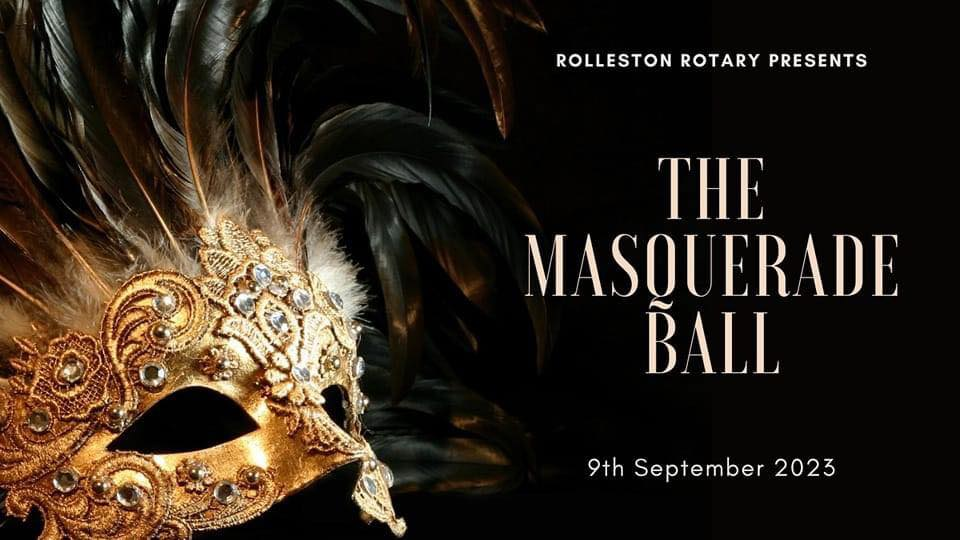 ROLLESTON ROTARY PRESENTS
THE
MASQUERADE
BALL
9th September 2023